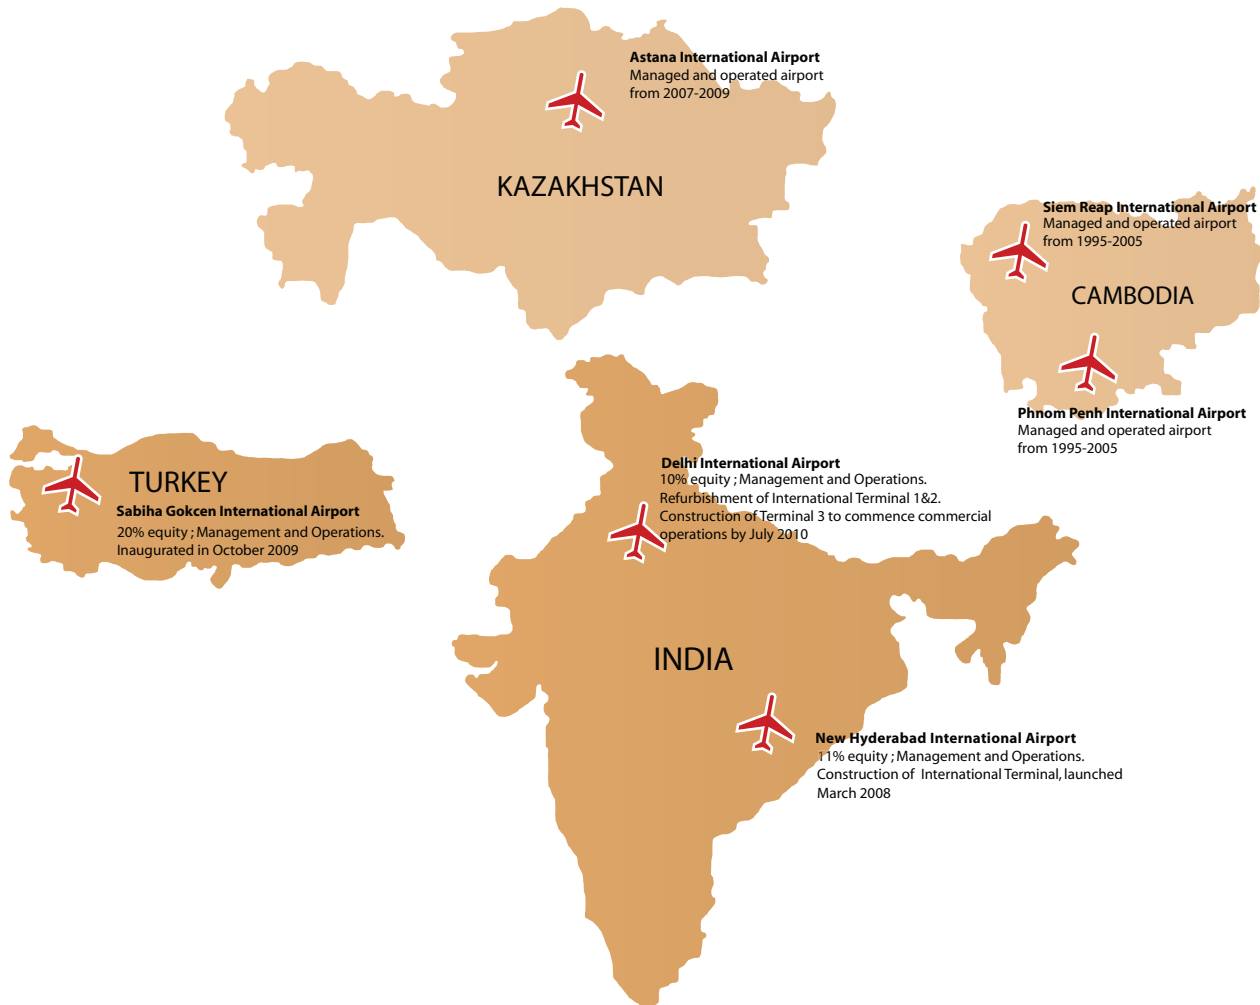 Astana International Airport
Managed and operated airport
from 2007-2009
KAZAKHSTAN
Siem Reap International Airport
Managed and operated airport
from 1995-2005
CAMBODIA
Phnom Penh International Airport
Managed and operated airport
from 1995-2005
TURKEY
Sabiha Gokcen International Airport
20% equity ; Management and Operations.
Inaugurated in October 2009
Delhi International Airport
10% equity ; Management and Operations.
Refurbishment of International Terminal 1&2.
Construction of Terminal 3 to commencen commercial
operations by July 2010
INDIA
New Hyderabad International Airport
11% equity ; Management and Operations.
Construction of International Terminal, launched
March 2008